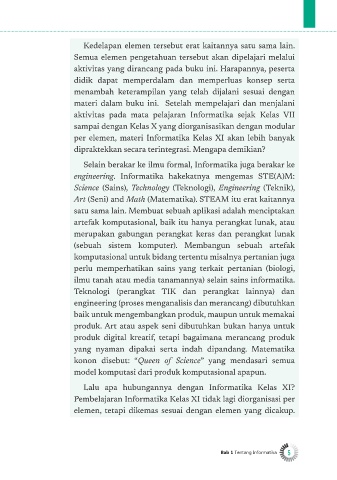 Kedelapan elemen tersebut erat kaitannya satu sama lain.
Semua elemen pengetahuan tersebut akan dipelajari melalui
aktivitas yang dirancang pada buku ini. Harapannya, peserta
didik dapat memperdalam dan memperluas konsep serta
menambah keterampilan yang telah dijalani sesuai dengan
materi dalam buku ini. Setelah mempelajari dan menjalani
aktivitas pada mata pelajaran Informatika sejak Kelas VII
sampai dengan Kelas X yang diorganisasikan dengan modular
per elemen, materi Informatika Kelas XI akan lebih banyak
dipraktekkan secara terintegrasi. Mengapa demikian?
Selain berakar ke ilmu formal, Informatika juga berakar ke
engineering. Informatika hakekatnya mengemas STE(A)M:
Science (Sains), Technology (Teknologi), Engineering (Teknik),
Art (Seni) and Math (Matematika). STEAM itu erat kaitannya
satu sama lain. Membuat sebuah aplikasi adalah menciptakan
artefak komputasional, baik itu hanya perangkat lunak, atau
merupakan gabungan perangkat keras dan perangkat lunak
(sebuah sistem komputer). Membangun sebuah artefak
komputasional untuk bidang tertentu misalnya pertanian juga
perlu memperhatikan sains yang terkait pertanian (biologi,
ilmu tanah atau media tanamannya) selain sains informatika.
Teknologi (perangkat TIK dan perangkat lainnya) dan
engineering (proses menganalisis dan merancang) dibutuhkan
baik untuk mengembangkan produk, maupun untuk memakai
produk. Art atau aspek seni dibutuhkan bukan hanya untuk
produk digital kreatif, tetapi bagaimana merancang produk
yang nyaman dipakai serta indah dipandang. Matematika
konon disebut: “Queen of Science” yang mendasari semua
model komputasi dari produk komputasional apapun.
Lalu apa hubungannya dengan Informatika Kelas XI?
Pembelajaran Informatika Kelas XI tidak lagi diorganisasi per
elemen, tetapi dikemas sesuai dengan elemen yang dicakup.
Bab 1 Tentang Informatika 5